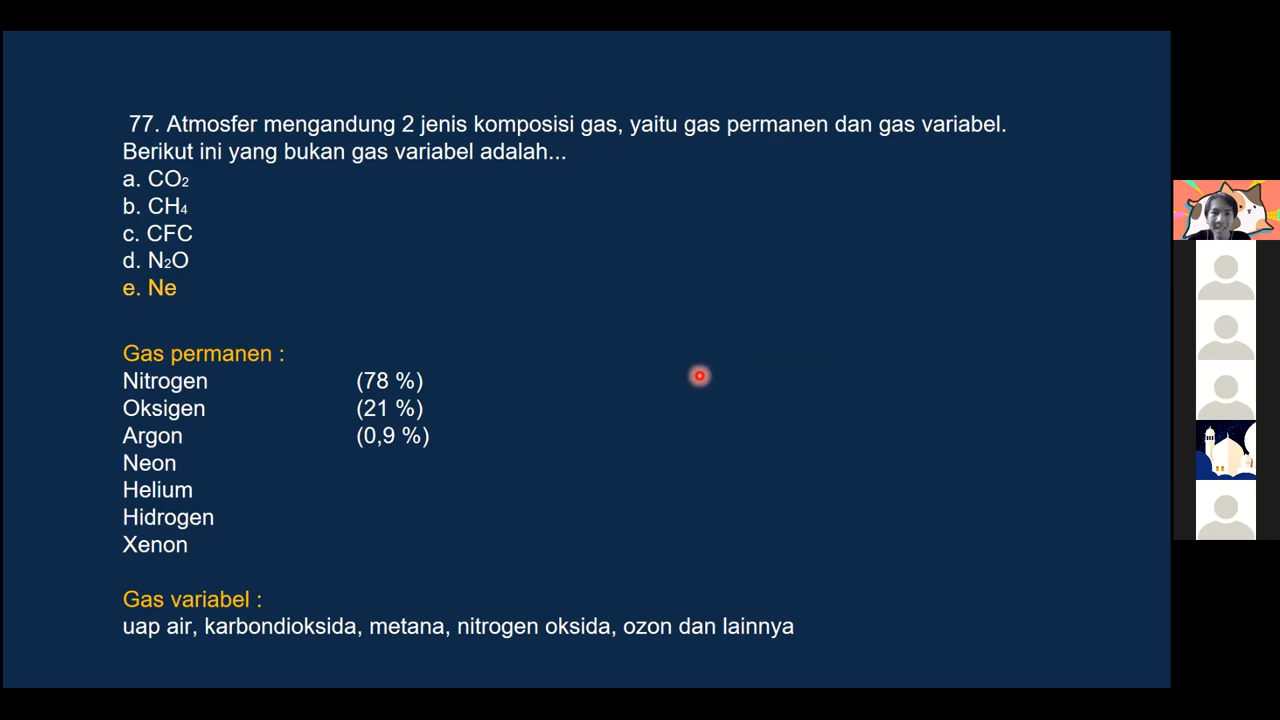 77. Atmosfer mengandung 2 jenis komposisi gas, yaitu gas permanen dan gas variabel.
Berikut ini yang bukan gas variabel adalah...
a. CO₂
b. CH₄
c. CFC
d. N₂O
e. Ne
Gas permanen :
Nitrogen (78 %)
Oksigen (21 %)
Argon (0,9 %)
Neon
Helium
Hidrogen
Xenon
Gas variabel :
uap air, karbondioksida, metana, nitrogen oksida, ozon dan lainnya